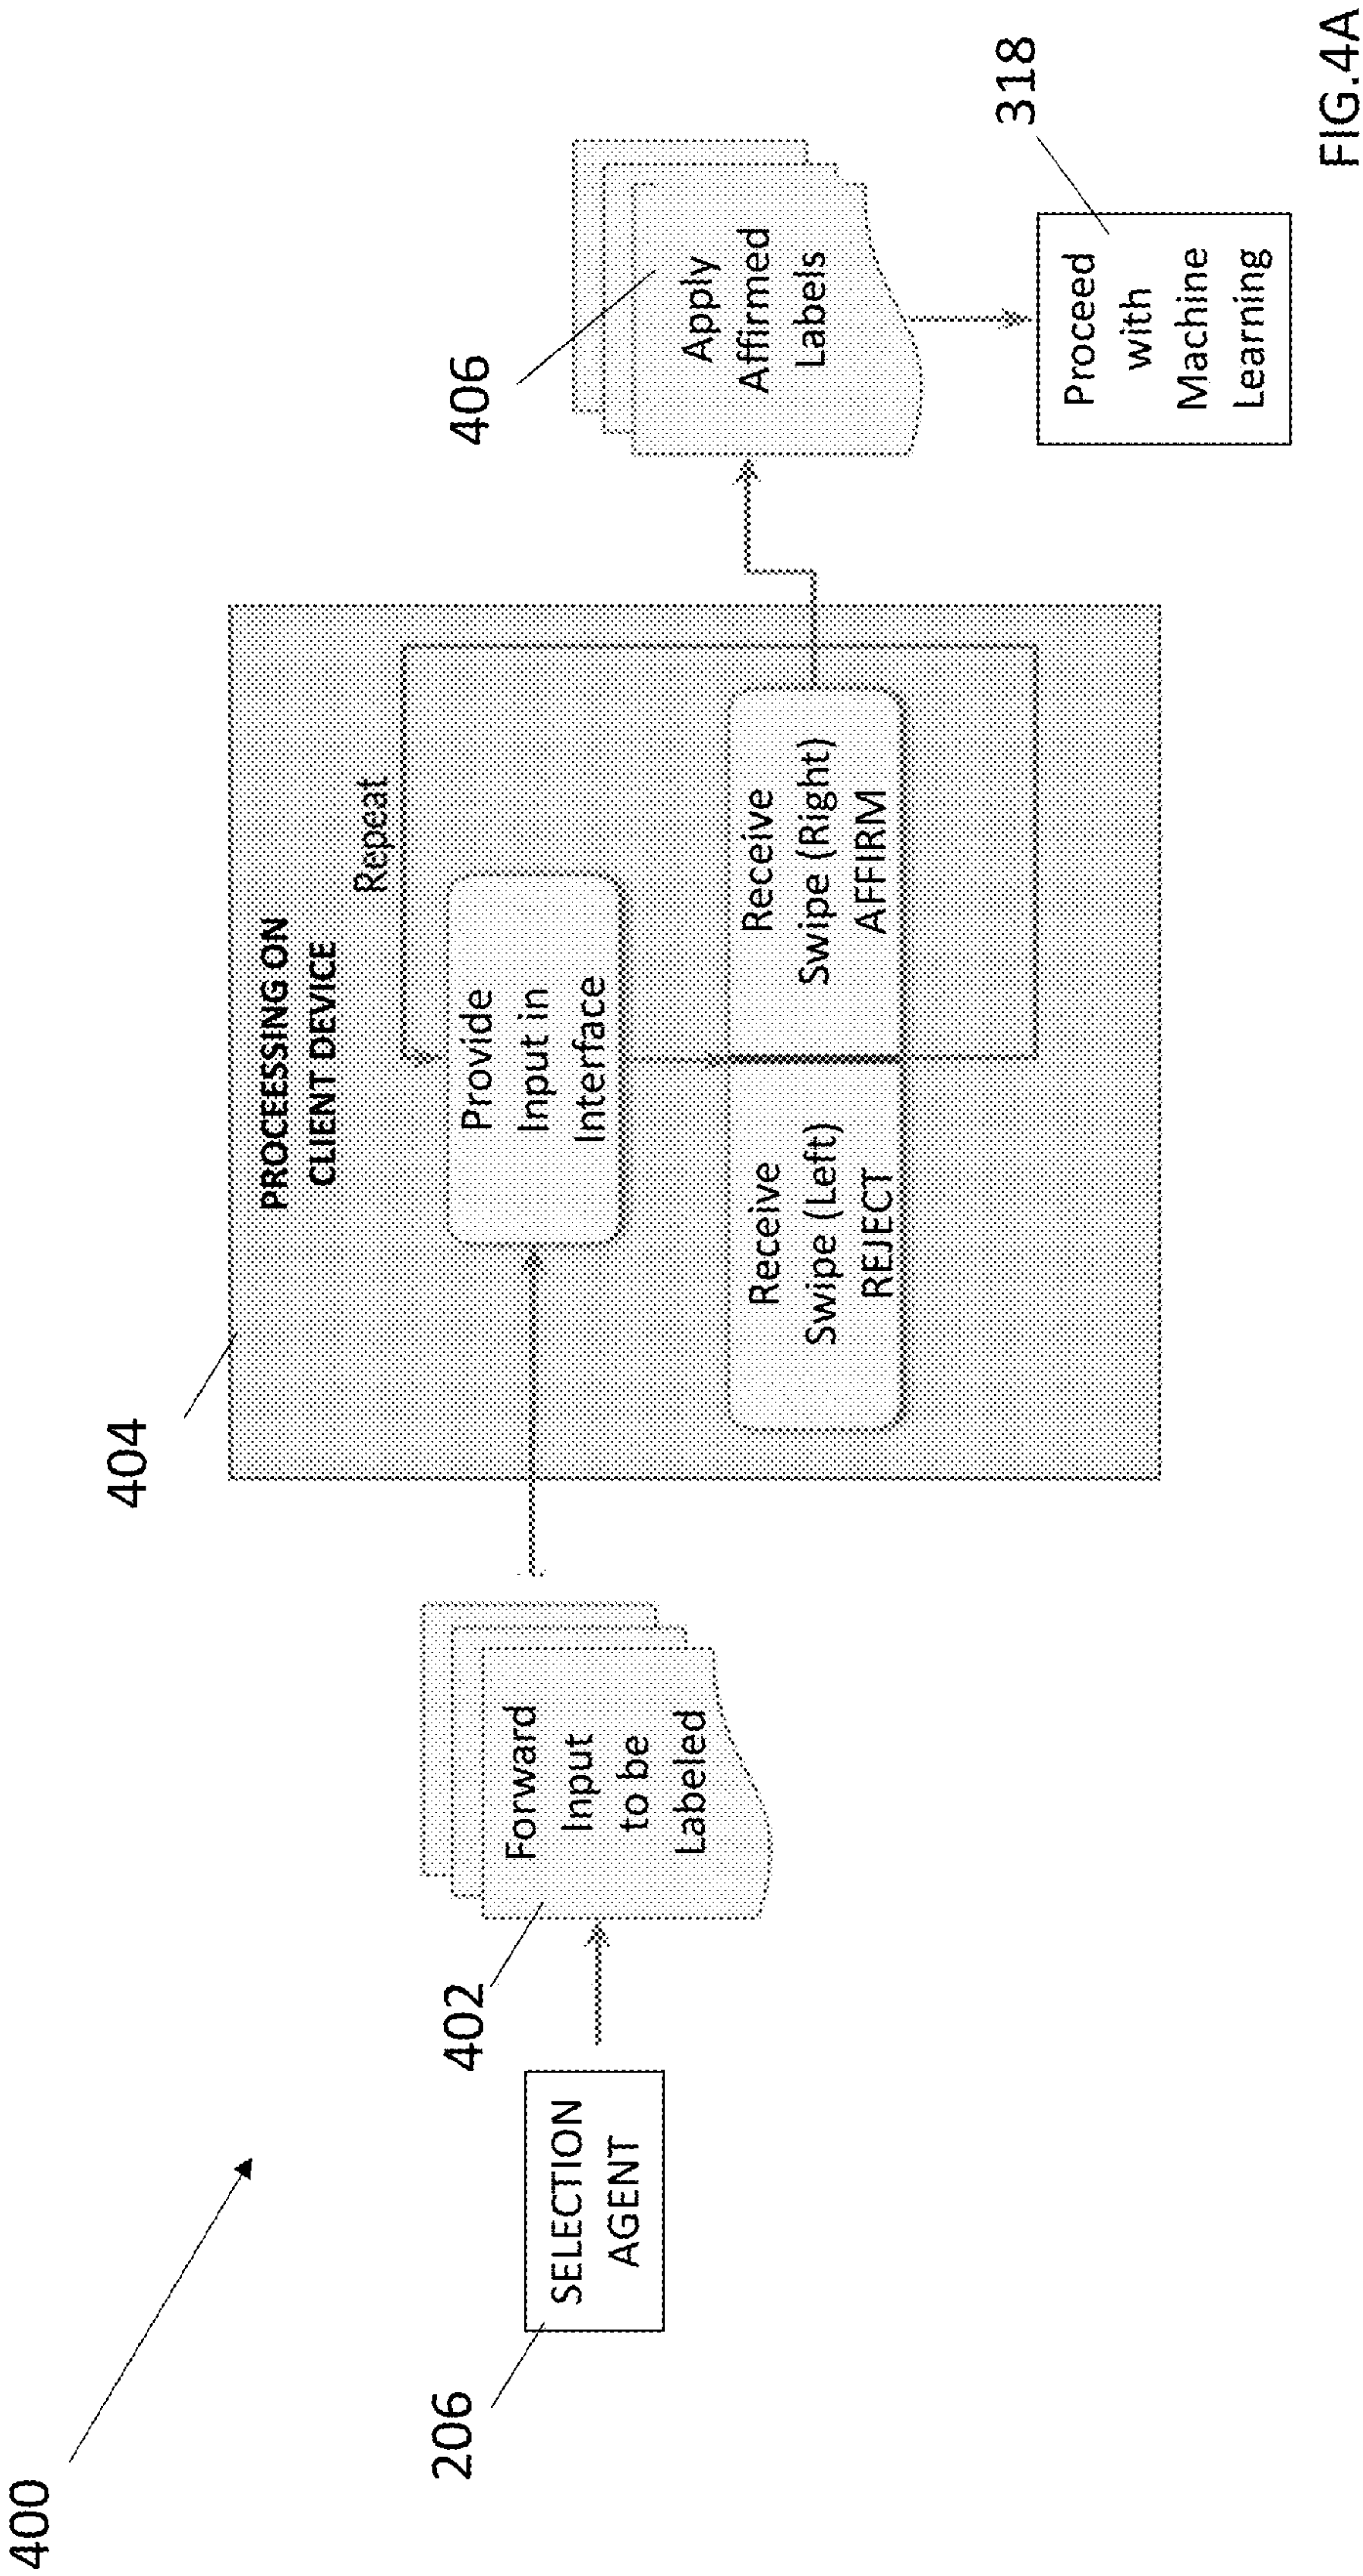 400
206
SELECTION
AGENT
402
Forward
Input
to be
Labeled
404
PROCEESSING ON
CLIENT DEVICE
Repeat
Provide
Input in
Interface
Receive
Swipe (Left)
REJECT
Receive
Swipe (Right)
AFFIRM
406
Apply
Affirmed
Labels
318
Proceed
with
Machine
Learning
FIG.4A